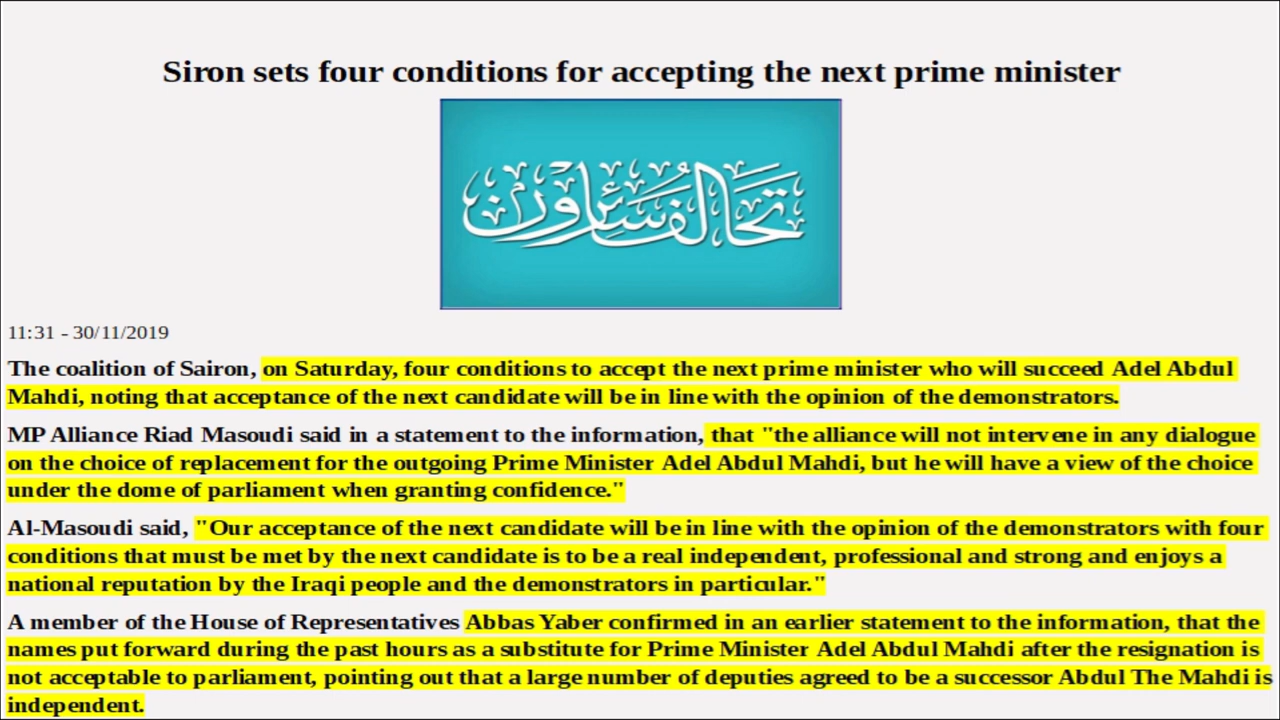 Siron sets four conditions for accepting the next prime minister
تحالف سائرون
11:31 - 30/11/2019
The coalition of Sairon, on Saturday, four conditions to accept the next prime minister who will succeed Adel Abdul
Mahdi, noting that acceptance of the next candidate will be in line with the opinion of the demonstrators.
MP Alliance Riad Masoudi said in a statement to the information, that "the alliance will not intervene in any dialogue
on the choice of replacement for the outgoing Prime Minister Adel Abdul Mahdi, but he will have a view of the choice
under the dome of parliament when granting confidence."
Al-Masoudi said, "Our acceptance of the next candidate will be in line with the opinion of the demonstrators with four
conditions that must be met by the next candidate is to be a real independent, professional and strong and enjoys a
national reputation by the Iraqi people and the demonstrators in particular."
A member of the House of Representatives Abbas Yaber confirmed in an earlier statement to the information, that the
names put forward during the past hours as a substitute for Prime Minister Adel Abdul Mahdi after the resignation is
not acceptable to parliament, pointing out that a large number of deputies agreed to be a successor Abdul The Mahdi is
independent.